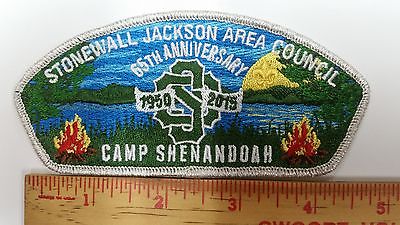 STONEWALL JACKSON AREA COUNCIL
65TH ANNIVERSARY
1950 2015
CAMP SHENANDOAH
1 2 3 4 5